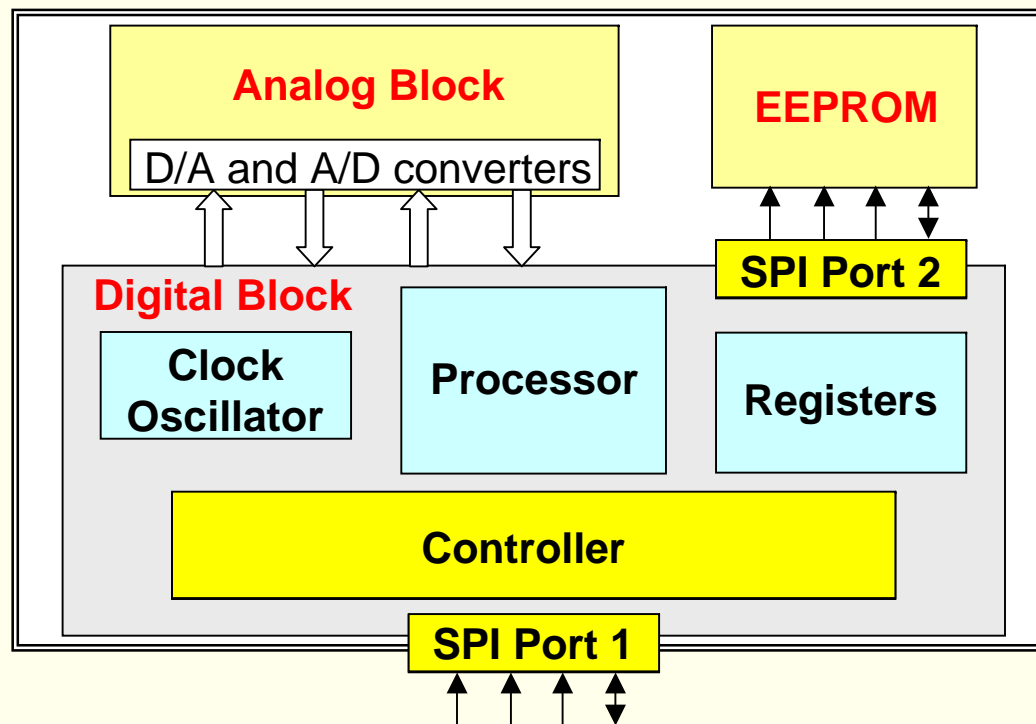 Analog Block
D/A and A/D converters
EEPROM
SPI Port 2
Digital Block
Clock
Oscillator
Processor
Registers
Controller
SPI Port 1